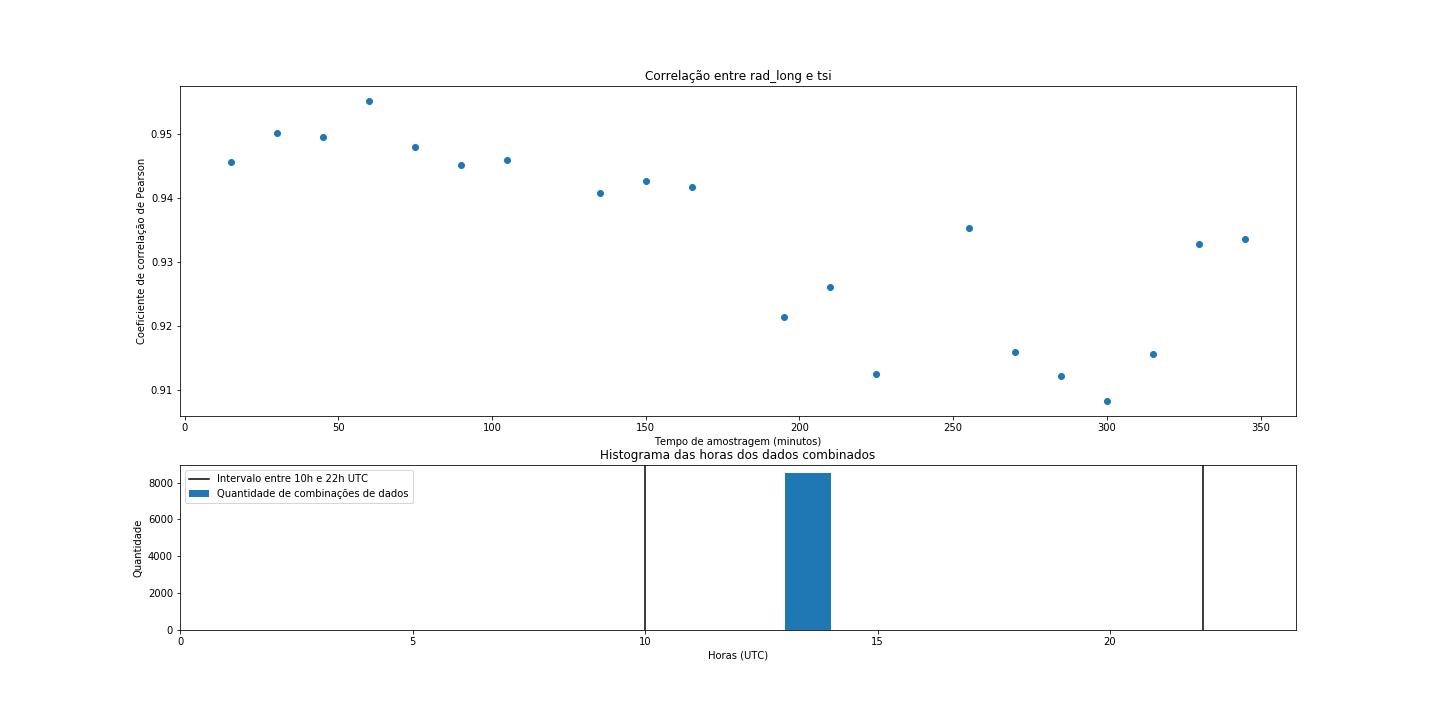 Correlação entre rad_long e tsi
Coeficiente de correlação de Pearson
0.95
0.94
0.93
0.92
0.91
0 50 100 150 200 250 300 350
Tempo de amostragem (minutos)
Histograma das horas dos dados combinados
Intervalo entre 10h e 22h UTC
Quantidade de combinações de dados
Quantidade
8000
6000
4000
2000
0
0 5 10 15 20
Horas (UTC)